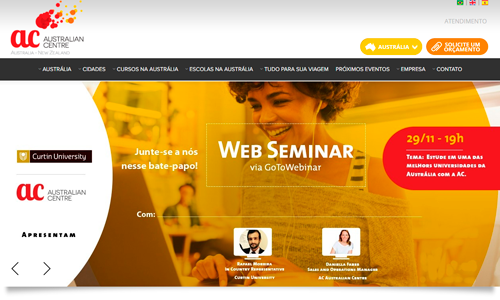 ac AUSTRALIAN
CENTRE
AUSTRALIA • NEW ZEALAND
ATENDIMENTO
AUSTRÁLIA
SOLICITE UM
ORÇAMENTO
AUSTRÁLIA CIDADES CURSOS NA AUSTRÁLIA ESCOLAS NA AUSTRÁLIA TUDO PARA SUA VIAGEM PRÓXIMOS EVENTOS EMPRESA CONTATO
Curtin University
ac AUSTRALIAN
CENTRE
Apresentam
Junte-se a nós
nesse bate-papo!
Web Seminar
via GoToWebinar
29/11 - 19h
Tema: Estude em uma das
melhores universidades da
Austrália com a AC.
Com:
Rafael Moreira
In Country Representative
Curtin University
Daniella
Sales and Operations Manager
AC Australian Centre